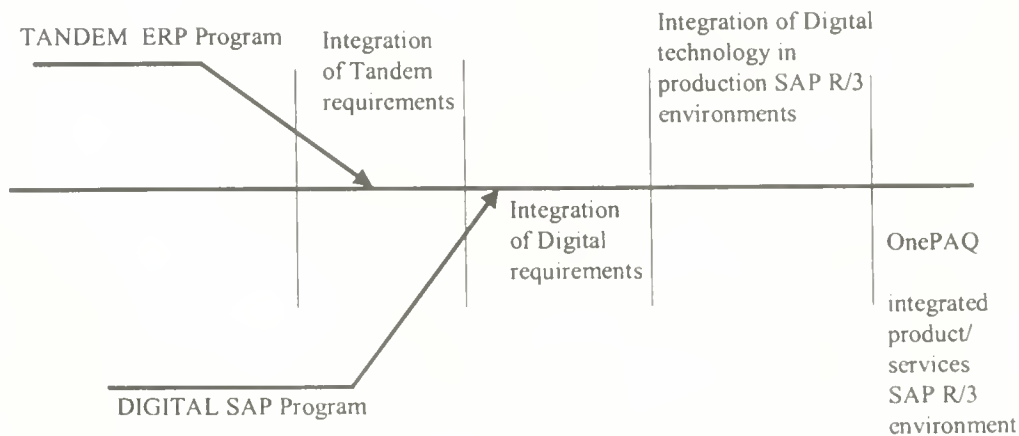 TANDEM ERP Program
Integration
of Tandem
requirements
Integration of Digital
technology in
production SAP R/3
environments
Integration
of Digital
requirements
OnePAQ
integrated
product/
services
SAP R/3
environment
DIGITAL SAP Program